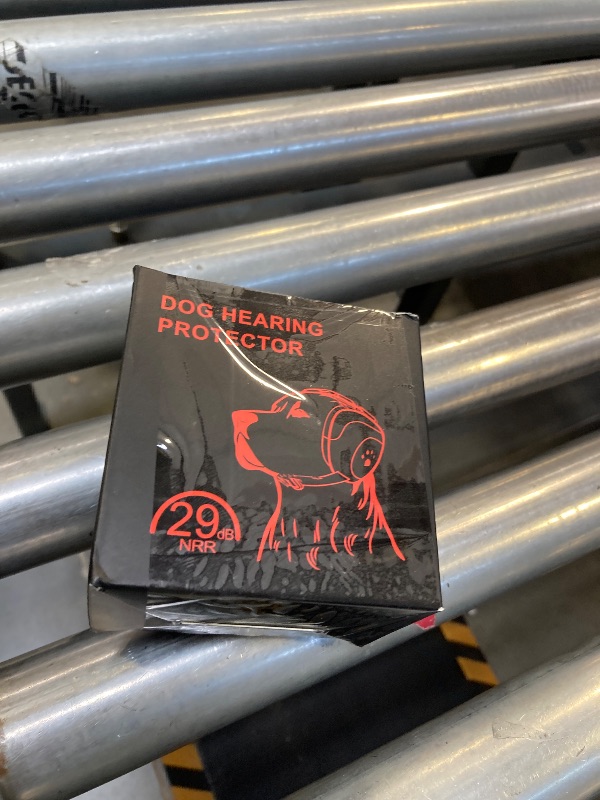 DOG HEARING
PROTECTOR
29dB
NRR